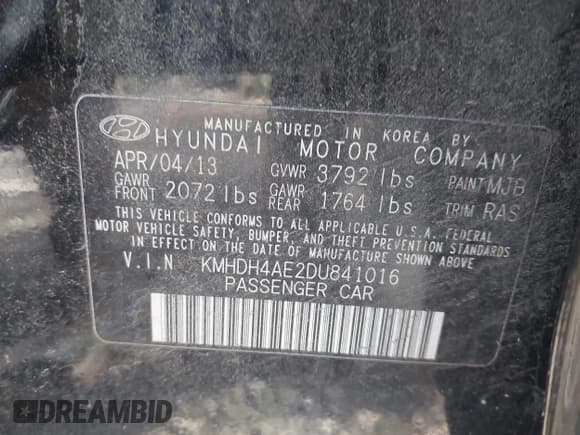 MANUFACTURED IN KOREA BY
HYUNDAI MOTOR COMPANY
APR/04/13 GVWR 3792 lbs PAINT MJB
GAWR FRONT 2072 lbs GAWR REAR 1764 lbs TRIM RAS
THIS VEHICLE CONFORMS TO ALL APPLICABLE U.S.A. FEDERAL
MOTOR VEHICLE SAFETY, BUMPER, AND THEFT PREVENTION STANDARDS
IN EFFECT ON THE DATE OF MANUFACTURE SHOWN ABOVE
V.I.N KMHDH4AE2DU841016
PASSENGER CAR
DREAMBID